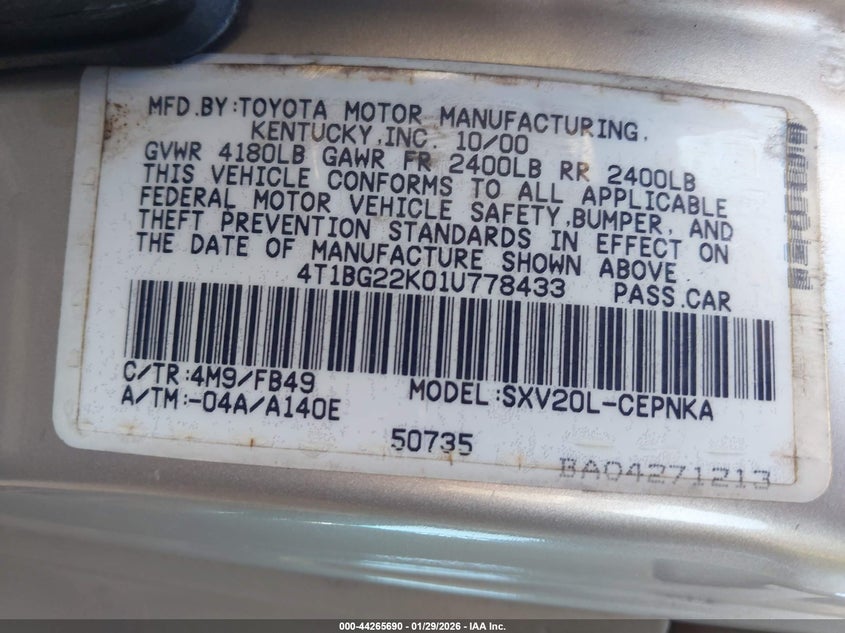 MFD.BY:TOYOTA MOTOR MANUFACTURING.
KENTUCKY,INC. 10/00
GVWR 4180LB GAWR FR 2400LB RR 2400LB
THIS VEHICLE CONFORMS TO ALL APPLICABLE
FEDERAL MOTOR VEHICLE SAFETY,BUMPER, AND
THEFT PREVENTION STANDARDS IN EFFECT ON
THE DATE OF MANUFACTURE SHOWN ABOVE.
4T1BG22K01U778433 PASS.CAR
C/TR:4M9/FB49 MODEL:SXV20L-CEPNKA
A/TM:-04A/A140E
50735
BA04271213
000-44265690 - 01/29/2026 - IAA Inc.